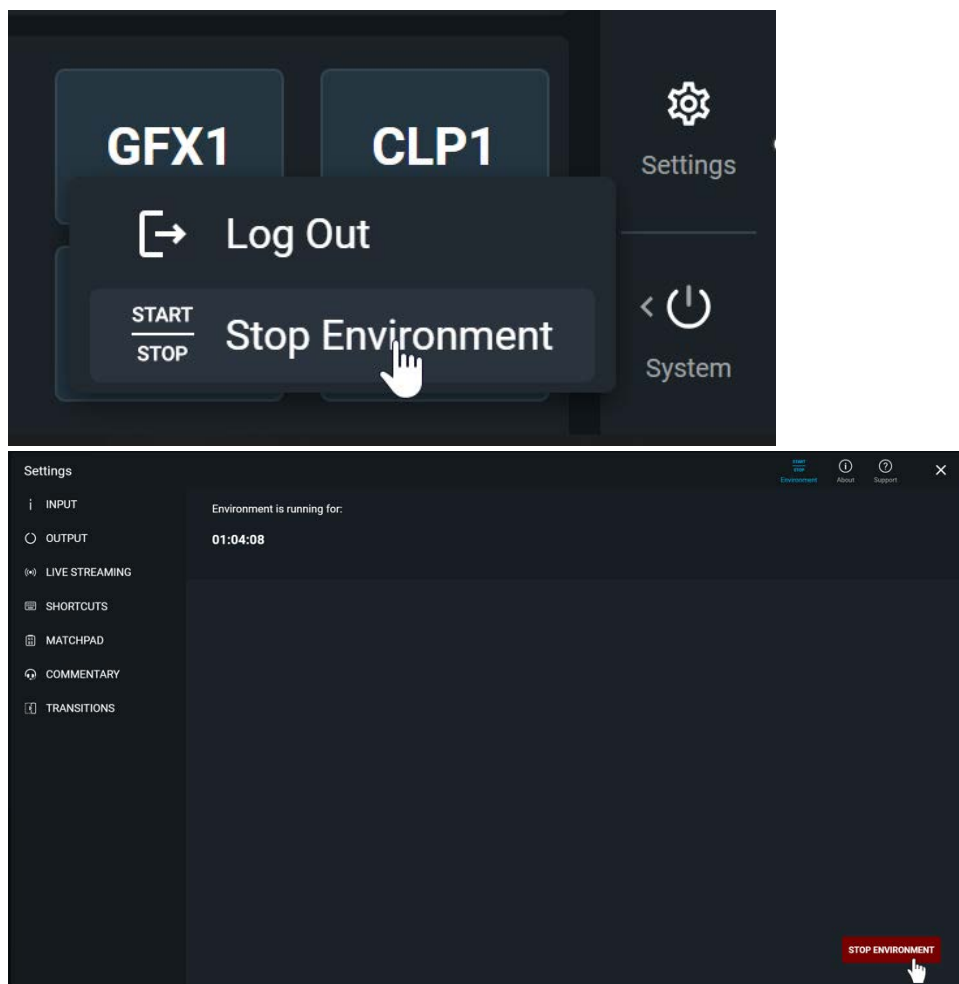 GFX1 CLP1
Settings
Log Out
START
STOP
Stop Environment
System
Settings
START
STOP
Environment
About
Support
INPUT
OUTPUT
LIVE STREAMING
SHORTCUTS
MATCHPAD
COMMENTARY
TRANSITIONS
Environment is running for:
01:04:08
STOP ENVIRONMENT